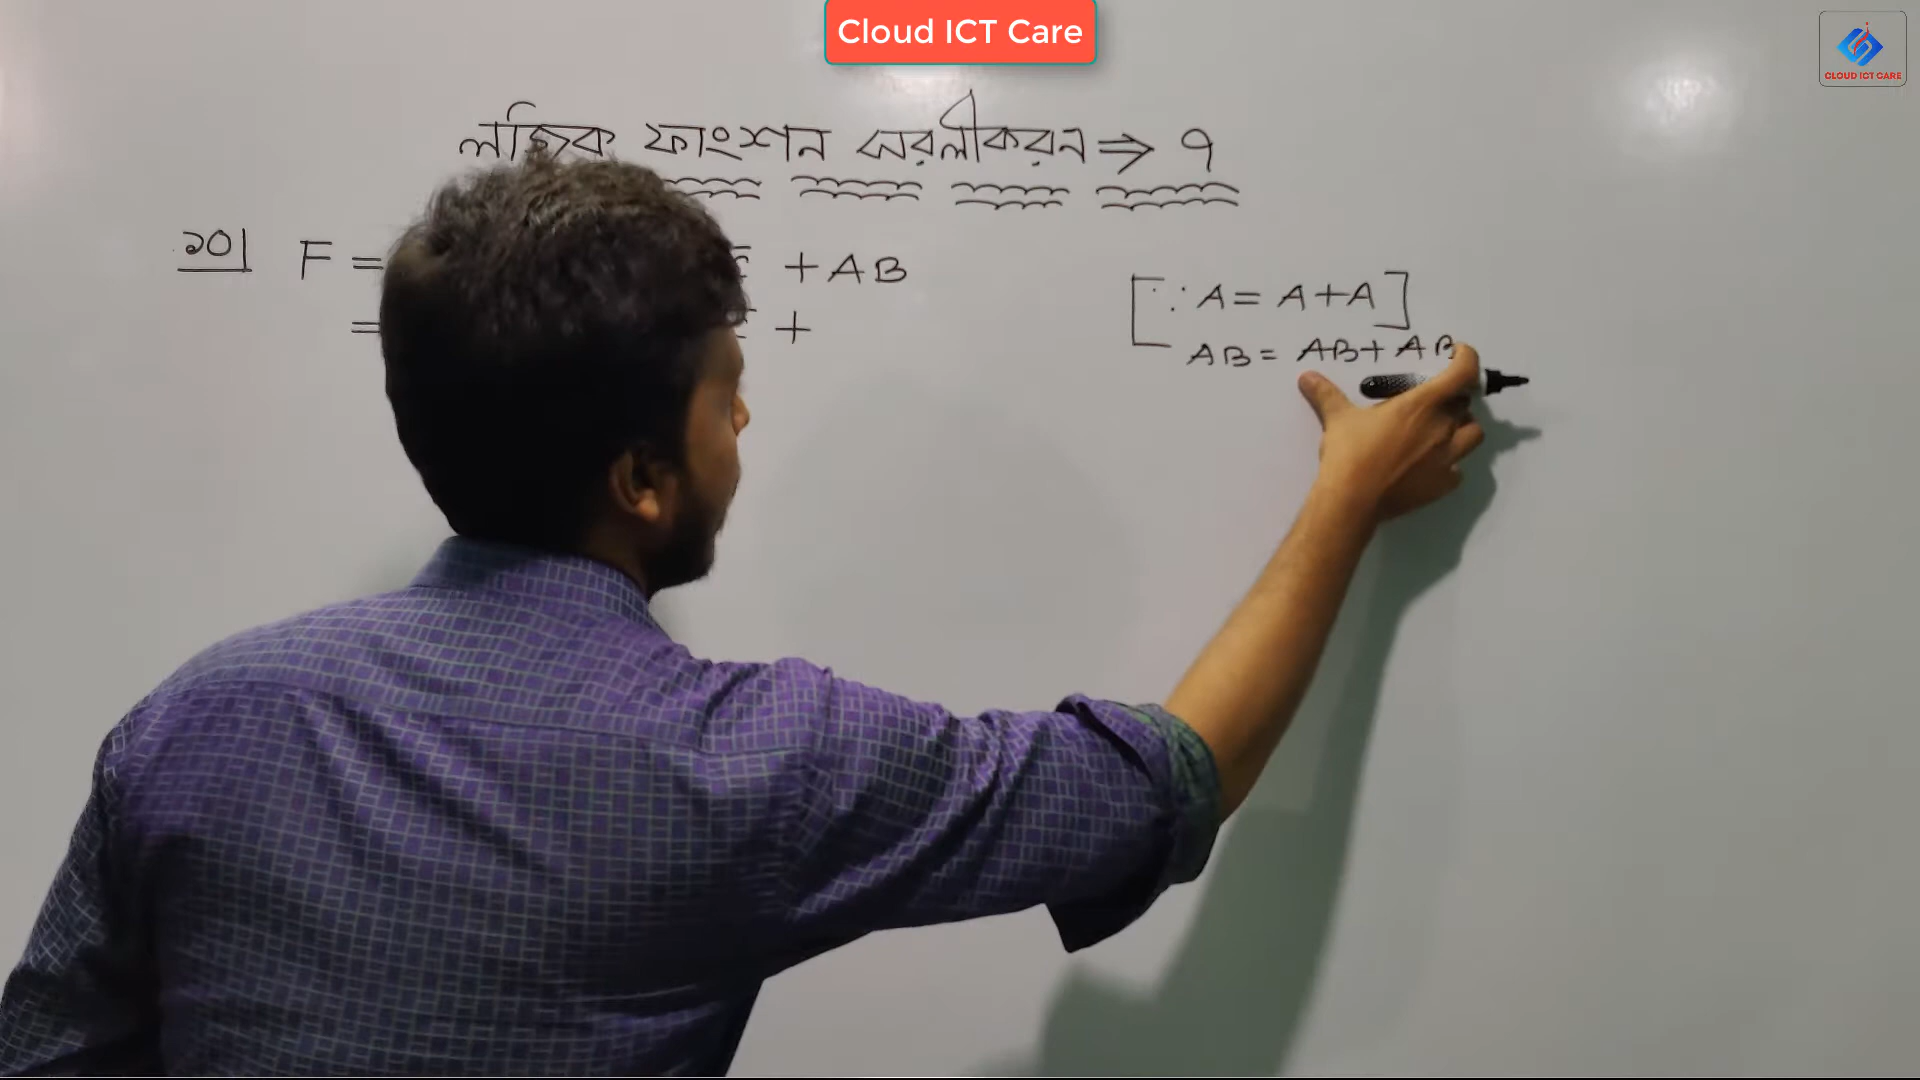 Cloud ICT Care
CLOUD ICT CARE
লজিক ফাংশন সরলীকরন ⇒ ৭
১০| F = + AB
= +
[∵ A = A + A]
AB = AB + AB